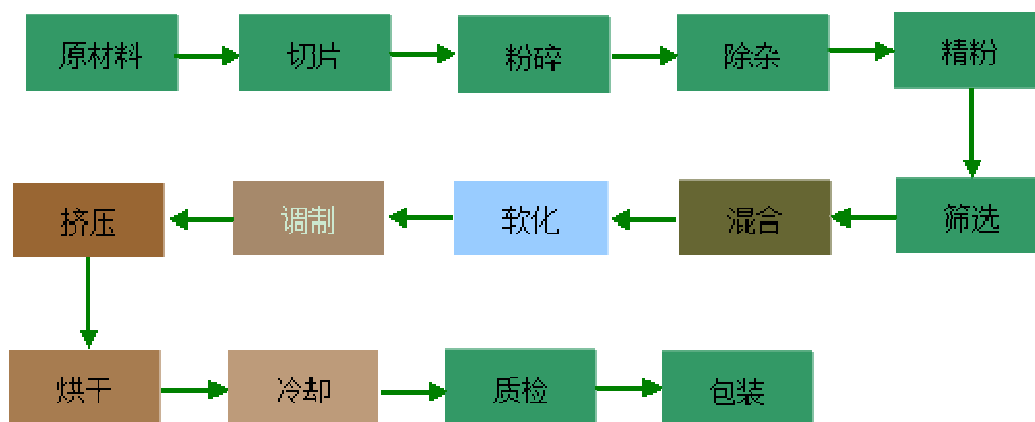 原材料
切片
粉碎
除杂
精粉
筛选
混合
软化
调制
挤压
烘干
冷却
质检
包装